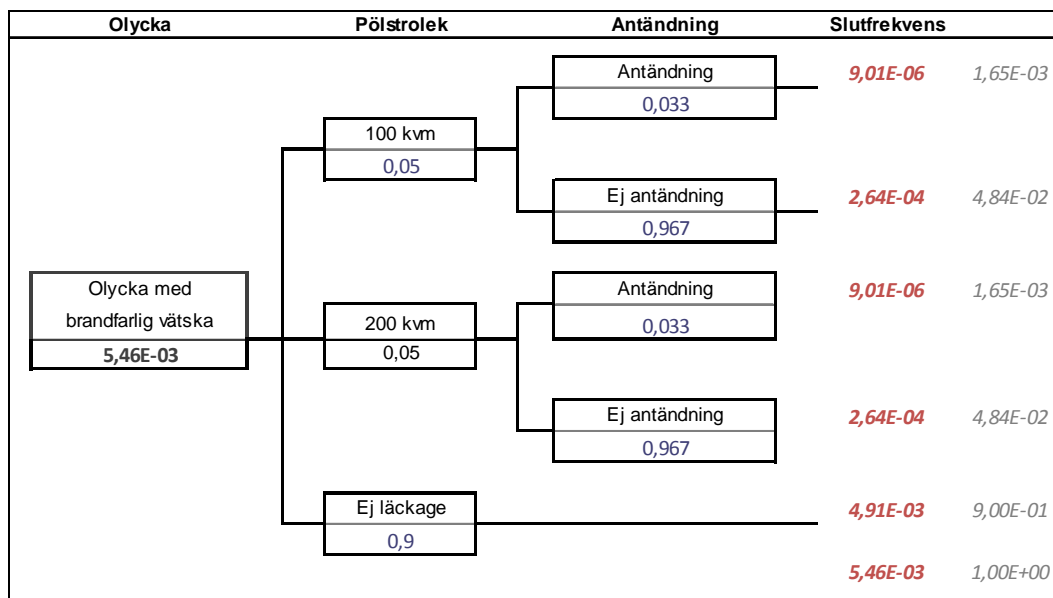 Olycka Pölstrolek Antändning Slutfrekvens
Antändning
0,033
9,01E-06 1,65E-03
100 kvm
0,05
Ej antändning
0,967
2,64E-04 4,84E-02
Olycka med
brandfarlig vätska
5,46E-03
200 kvm
0,05
Antändning
0,033
9,01E-06 1,65E-03
Ej antändning
0,967
2,64E-04 4,84E-02
Ej läckage
0,9
4,91E-03 9,00E-01
5,46E-03 1,00E+00